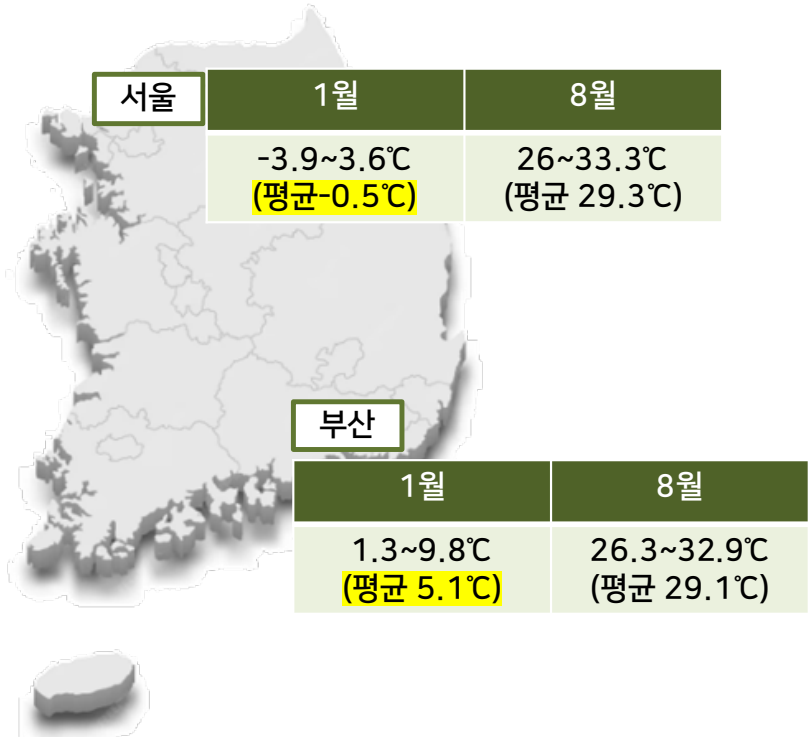 서울
1월 8월
-3.9~3.6℃ 26~33.3℃
(평균-0.5℃) (평균 29.3℃)
부산
1월 8월
1.3~9.8℃ 26.3~32.9℃
(평균 5.1℃) (평균 29.1℃)